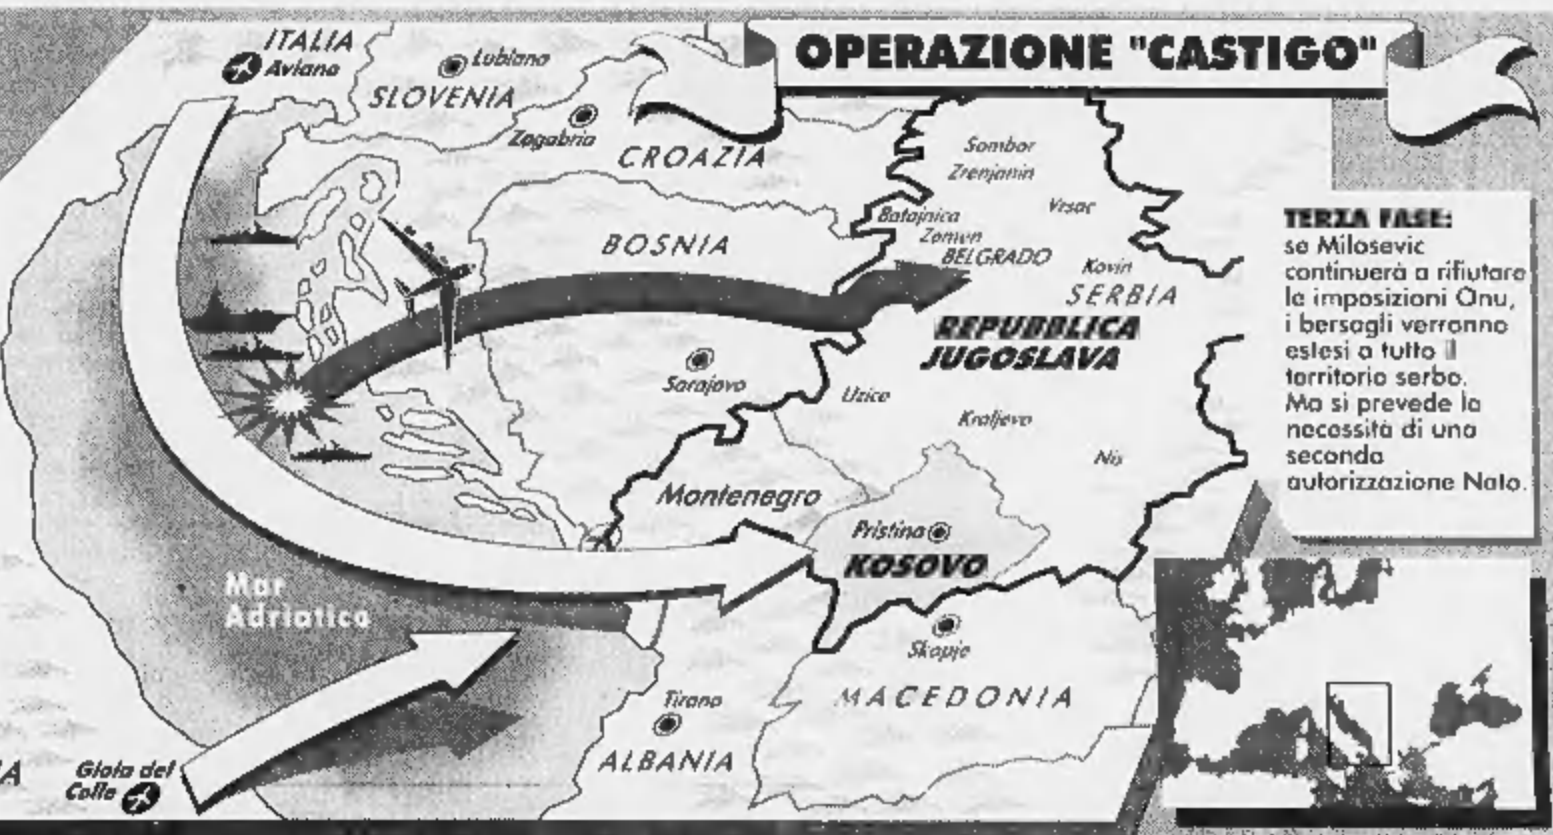 OPERAZIONE "CASTIGO"
ITALIA
Aviano
Lubiana
SLOVENIA
Zagabria
CROAZIA
BOSNIA
Sarajevo
Sombor
Zrenjanin
Vrsac
Batajnica
Zemun
BELGRADO
Kovin
SERBIA
REPUBBLICA
JUGOSLAVA
Uzice
Kraljevo
Nis
Montenegro
Pristina
KOSOVO
Mar
Adriatico
Skopje
MACEDONIA
Tirana
ALBANIA
Gioia del
Colle
TERZA FASE:
se Milosevic
continuerà a rifiutare
le imposizioni Onu,
i bersagli verranno
estesi a tutto il
territorio serbo.
Ma si prevede la
necessità di una
seconda
autorizzazione Nato.